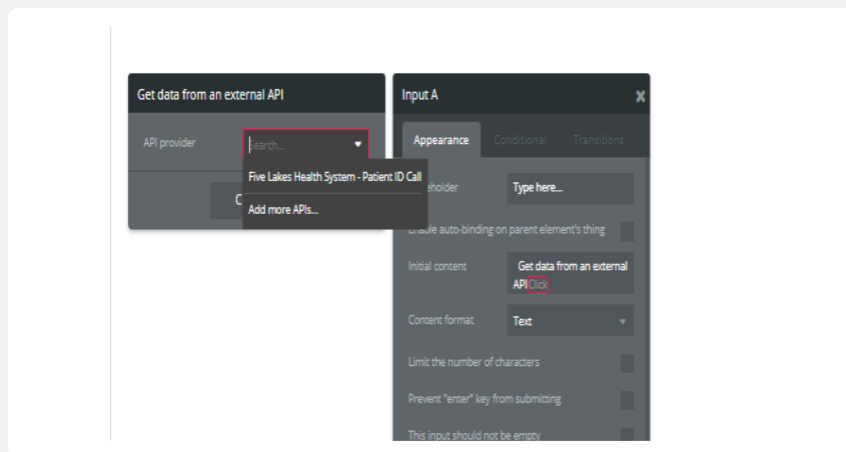 Get data from an external API
API provider
Search...
Five Lakes Health System - Patient ID Call
Add more APIs...
C
Input A
Appearance
Conditional
Transitions
eholder
Type here...
Enable auto-binding on parent element's thing
Initial content
Get data from an external
APIClick
Content format
Text
Limit the number of characters
Prevent "enter" key from submitting
This input should not be empty